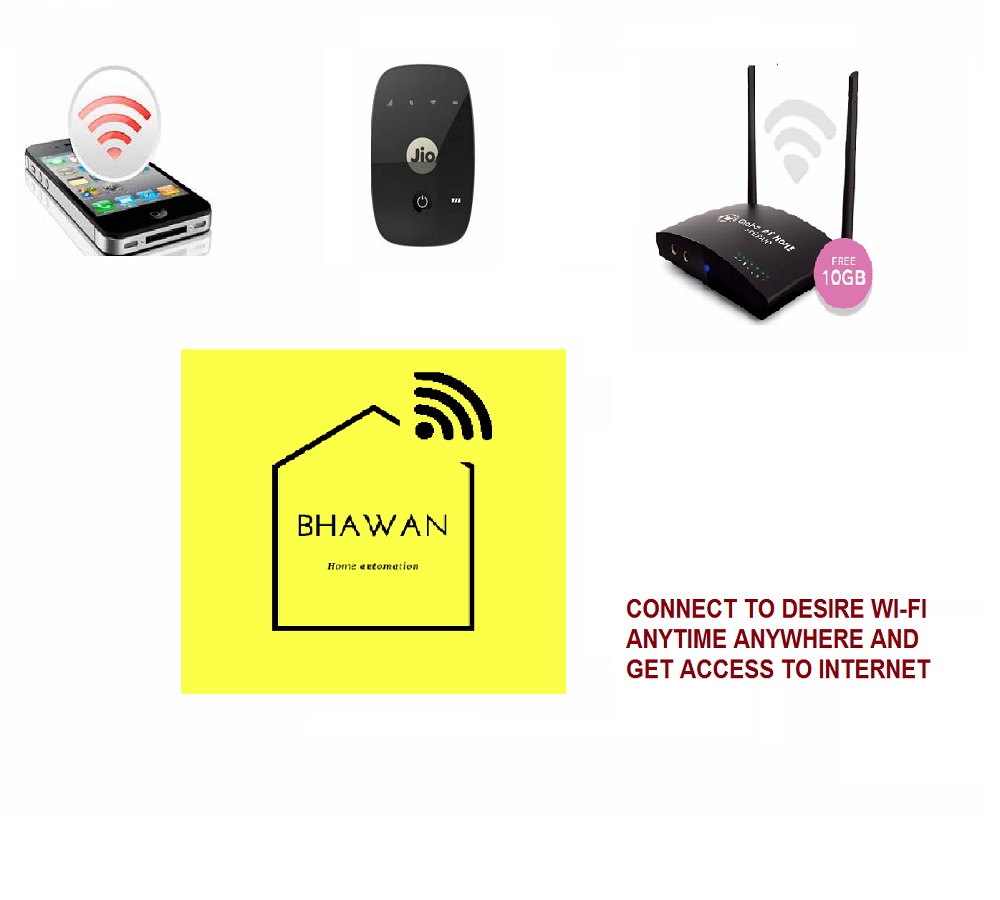 Jio
FREE
10GB
BHAWAN
Home automation
CONNECT TO DESIRE WI-FI
ANYTIME ANYWHERE AND
GET ACCESS TO INTERNET